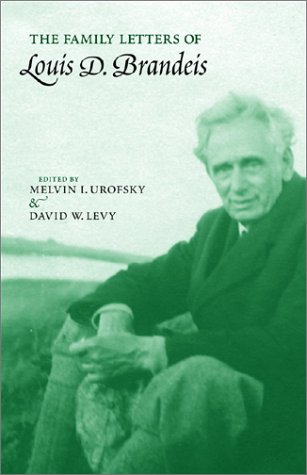 THE FAMILY LETTERS OF
Louis D. Brandeis
EDITED BY
MELVIN I. UROFSKY
&
DAVID W. LEVY